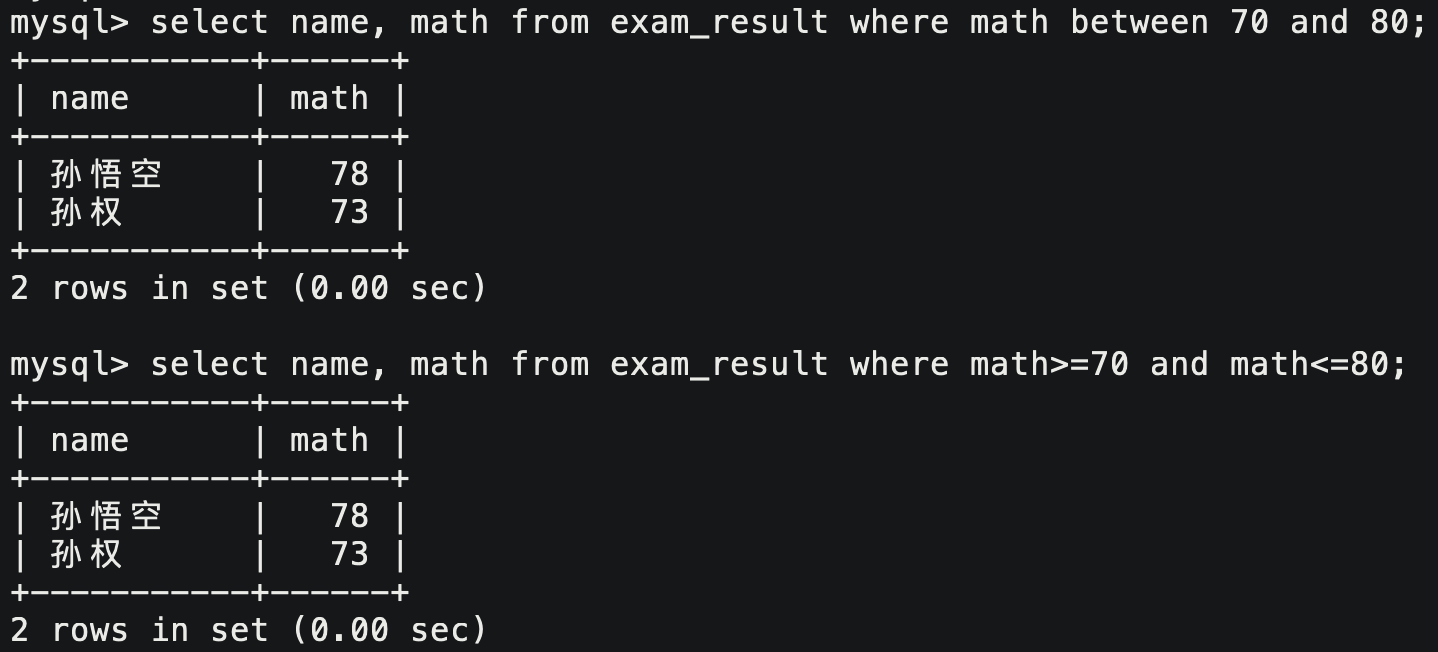 mysql> select name, math from exam_result where math between 70 and 80;
+-----------+------+
| name      | math |
+-----------+------+
| 孙悟空    |   78 |
| 孙权      |   73 |
+-----------+------+
2 rows in set (0.00 sec)

mysql> select name, math from exam_result where math>=70 and math<=80;
+-----------+------+
| name      | math |
+-----------+------+
| 孙悟空    |   78 |
| 孙权      |   73 |
+-----------+------+
2 rows in set (0.00 sec)